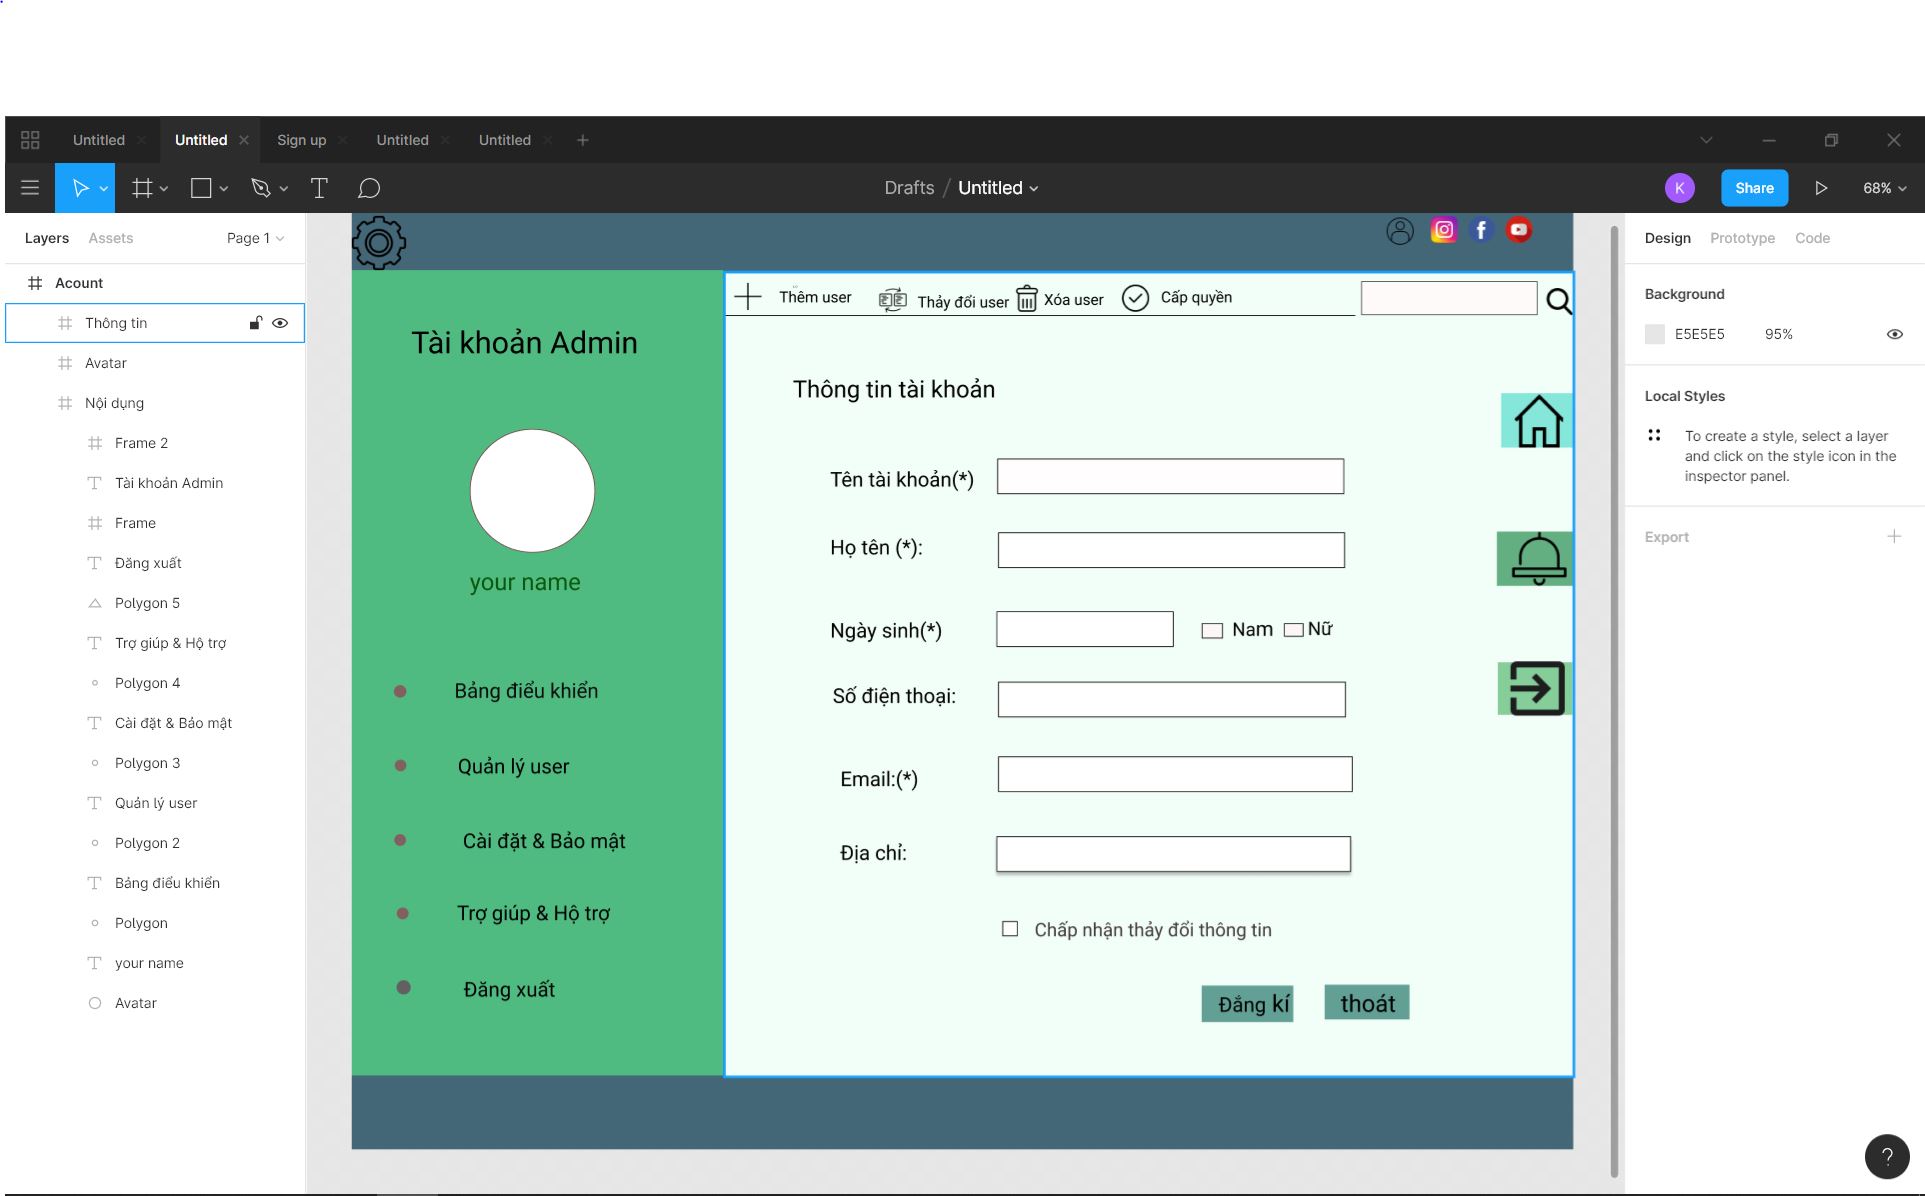 Untitled
Untitled
Sign up
Untitled
Untitled
Drafts / Untitled
K
Share
68%
Layers
Assets
Page 1
Acount
Thông tin
Avatar
Nội dụng
Frame 2
Tài khoản Admin
Frame
Đăng xuất
Polygon 5
Trợ giúp & Hộ trợ
Polygon 4
Cài đặt & Bảo mật
Polygon 3
Quản lý user
Polygon 2
Bảng điểu khiển
Polygon
your name
Avatar
Tài khoản Admin
your name
Bảng điểu khiển
Quản lý user
Cài đặt & Bảo mật
Trợ giúp & Hộ trợ
Đăng xuất
Thêm user
Thảy đổi user
Xóa user
Cấp quyền
Thông tin tài khoản
Tên tài khoản(*)
Họ tên (*):
Ngày sinh(*)
Nam
Nữ
Số điện thoại:
Email:(*)
Địa chỉ:
Chấp nhận thảy đổi thông tin
Đắng kí
thoát
Design
Prototype
Code
Background
E5E5E5
95%
Local Styles
To create a style, select a layer
and click on the style icon in the
inspector panel.
Export
?